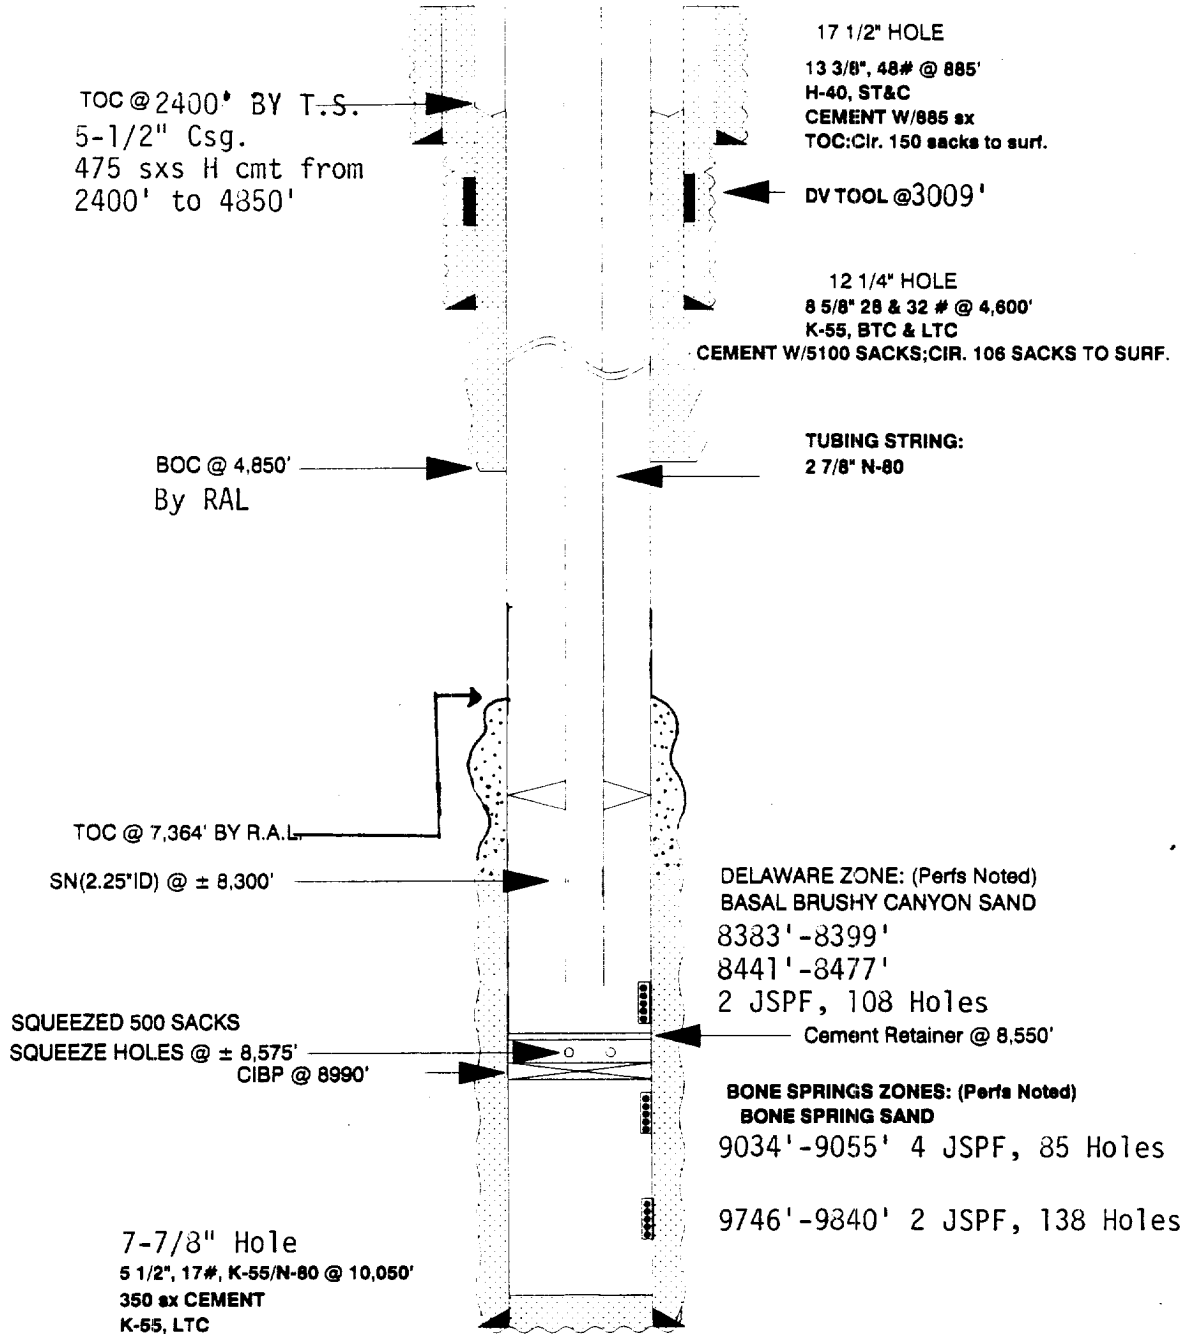 17 1/2" HOLE
13 3/8", 48# @ 885'
H-40, ST&C
CEMENT W/885 sx
TOC:Cir. 150 sacks to surf.
TOC @ 2400' BY T.S.
5-1/2" Csg.
475 sxs H cmt from
2400' to 4850'
DV TOOL @3009'
12 1/4" HOLE
8 5/8" 28 & 32 # @ 4,600'
K-55, BTC & LTC
CEMENT W/5100 SACKS;CIR. 106 SACKS TO SURF.
TUBING STRING:
2 7/8" N-80
BOC @ 4,850'
By RAL
TOC @ 7,364' BY R.A.L.
SN(2.25"ID) @ ± 8,300'
DELAWARE ZONE: (Perfs Noted)
BASAL BRUSHY CANYON SAND
8383'-8399'
8441'-8477'
2 JSPF, 108 Holes
SQUEEZED 500 SACKS
SQUEEZE HOLES @ ± 8,575'
CIBP @ 8990'
Cement Retainer @ 8,550'
BONE SPRINGS ZONES: (Perfs Noted)
BONE SPRING SAND
9034'-9055' 4 JSPF, 85 Holes
9746'-9840' 2 JSPF, 138 Holes
7-7/8" Hole
5 1/2", 17#, K-55/N-80 @ 10,050'
350 sx CEMENT
K-55, LTC